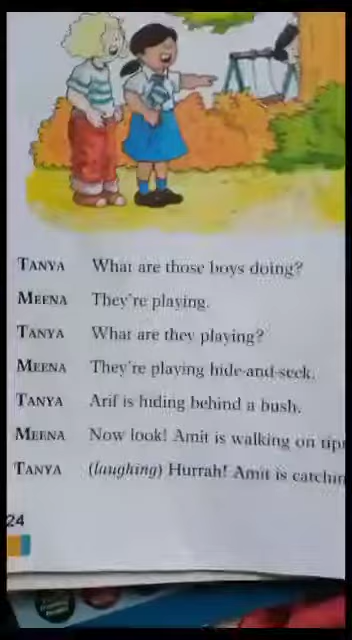 TANYA What are those boys doing?
MEENA They're playing.
TANYA What are they playing?
MEENA They're playing hide-and-seek.
TANYA Arif is hiding behind a bush.
MEENA Now look! Amit is walking on tip
TANYA (laughing) Hurrah! Amit is catchin
24